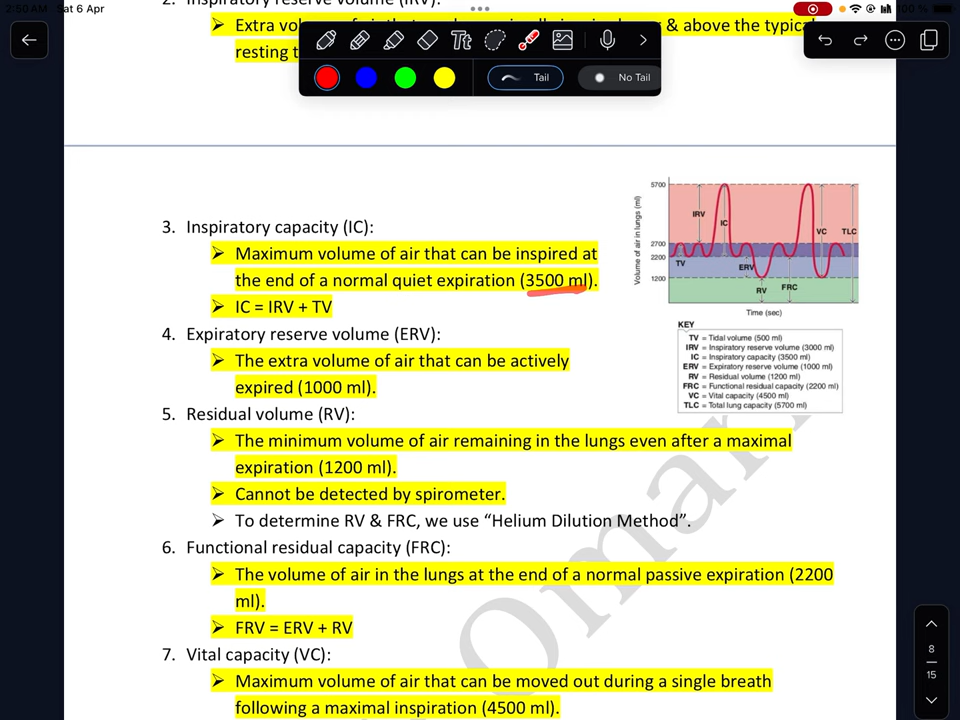 2:50 AM Sat 6 Apr
100 %
2. Inspiratory reserve volume (IRV):
Extra vo
& above the typical
resting t
Tail
No Tail
3. Inspiratory capacity (IC):
➢ Maximum volume of air that can be inspired at
the end of a normal quiet expiration (3500 ml).
➢ IC = IRV + TV
4. Expiratory reserve volume (ERV):
➢ The extra volume of air that can be actively
expired (1000 ml).
5. Residual volume (RV):
➢ The minimum volume of air remaining in the lungs even after a maximal
expiration (1200 ml).
➢ Cannot be detected by spirometer.
➢ To determine RV & FRC, we use “Helium Dilution Method”.
6. Functional residual capacity (FRC):
➢ The volume of air in the lungs at the end of a normal passive expiration (2200
ml).
➢ FRV = ERV + RV
7. Vital capacity (VC):
➢ Maximum volume of air that can be moved out during a single breath
following a maximal inspiration (4500 ml).
Volume of air in lungs (ml)
5700
2700
2200
1200
IRV
IC
VC
TLC
TV
ERV
RV
FRC
Time (sec)
KEY
TV = Tidal volume (500 ml)
IRV = Inspiratory reserve volume (3000 ml)
IC = Inspiratory capacity (3500 ml)
ERV = Expiratory reserve volume (1000 ml)
RV = Residual volume (1200 ml)
FRC = Functional residual capacity (2200 ml)
VC = Vital capacity (4500 ml)
TLC = Total lung capacity (5700 ml)
Omar
8
15